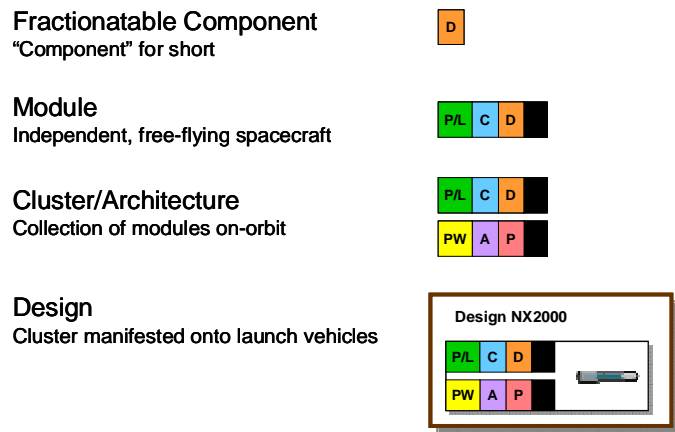 Fractionatable Component
“Component” for short
D
Module
Independent, free-flying spacecraft
P/L C D
Cluster/Architecture
Collection of modules on-orbit
P/L C D
PW A P
Design
Cluster manifested onto launch vehicles
Design NX2000
P/L C D
PW A P